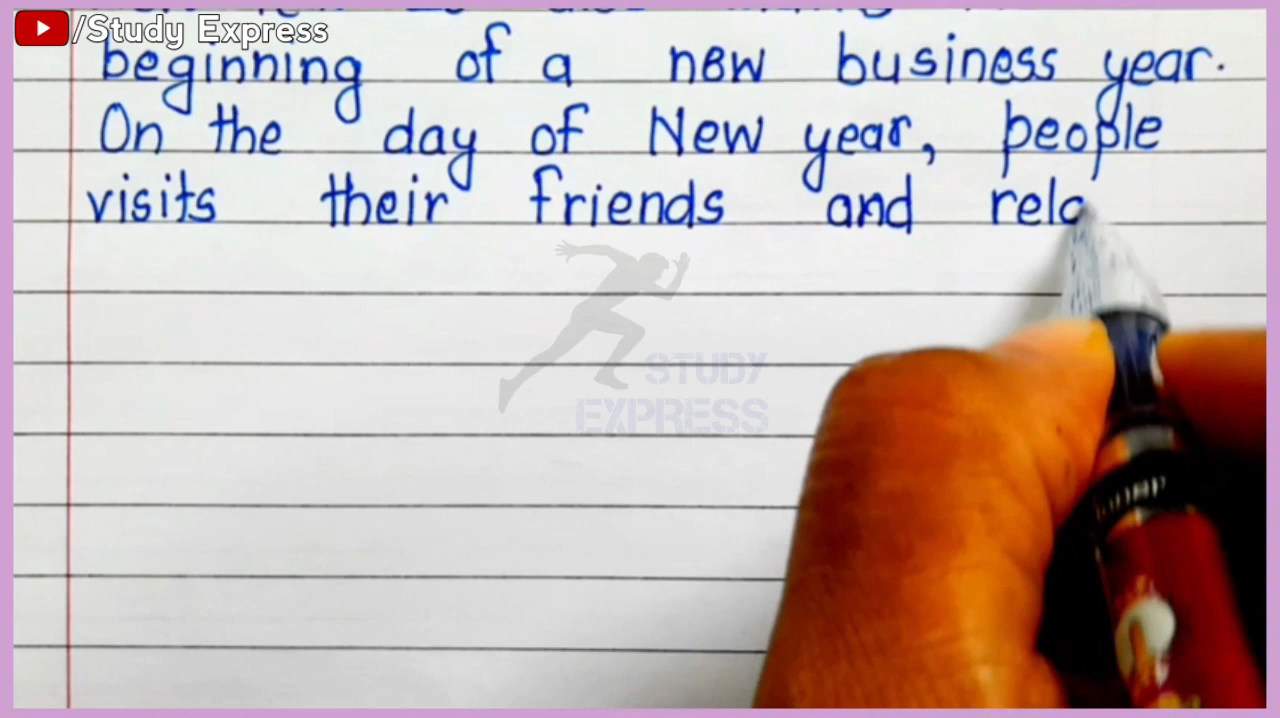 /Study Express
beginning of a new business year.
On the day of New year, people
visits their friends and rela
STUDY
EXPRESS